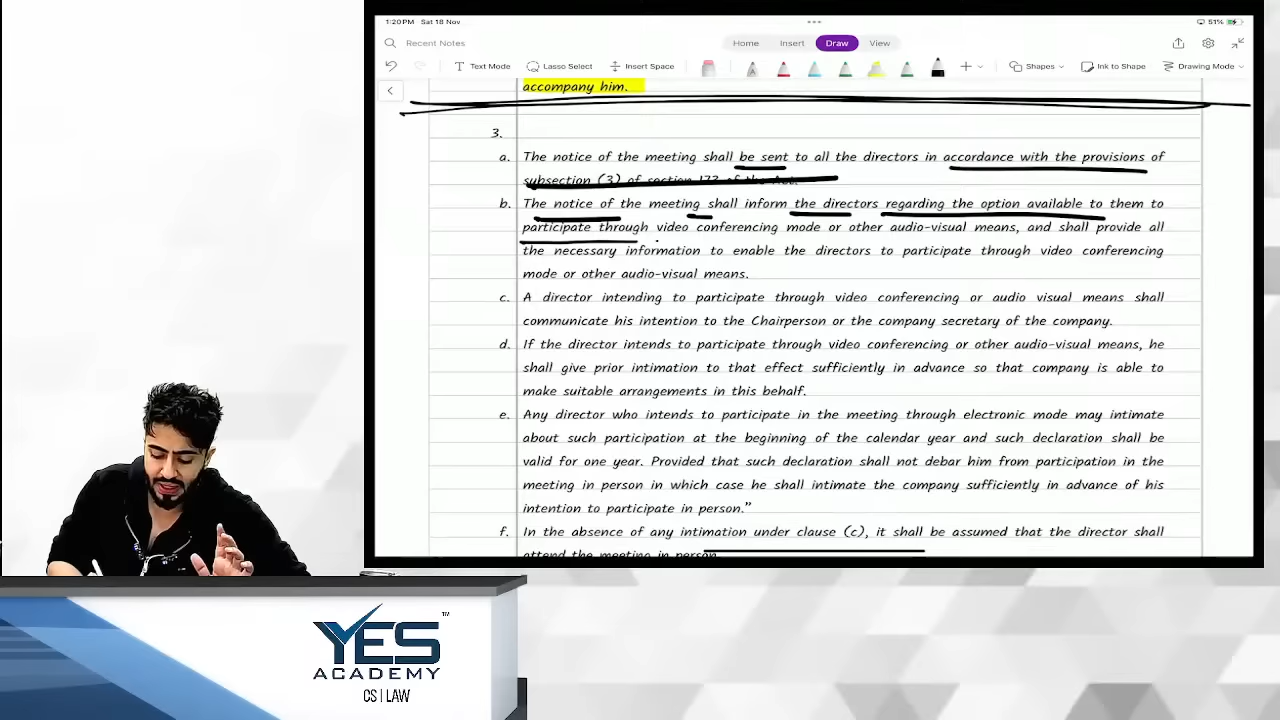 1:20 PM Sat 18 Nov
51%
Recent Notes
Home Insert Draw View
Text Mode Lasso Select Insert Space Shapes Ink to Shape Drawing Mode
accompany him.
3.
a. The notice of the meeting shall be sent to all the directors in accordance with the provisions of
subsection (3) of section 173 of the Act.
b. The notice of the meeting shall inform the directors regarding the option available to them to
participate through video conferencing mode or other audio-visual means, and shall provide all
the necessary information to enable the directors to participate through video conferencing
mode or other audio-visual means.
c. A director intending to participate through video conferencing or audio visual means shall
communicate his intention to the Chairperson or the company secretary of the company.
d. If the director intends to participate through video conferencing or other audio-visual means, he
shall give prior intimation to that effect sufficiently in advance so that company is able to
make suitable arrangements in this behalf.
e. Any director who intends to participate in the meeting through electronic mode may intimate
about such participation at the beginning of the calendar year and such declaration shall be
valid for one year. Provided that such declaration shall not debar him from participation in the
meeting in person in which case he shall intimate the company sufficiently in advance of his
intention to participate in person.”
f. In the absence of any intimation under clause (c), it shall be assumed that the director shall
attend the meeting in person.
YES
TM
ACADEMY
CS | LAW